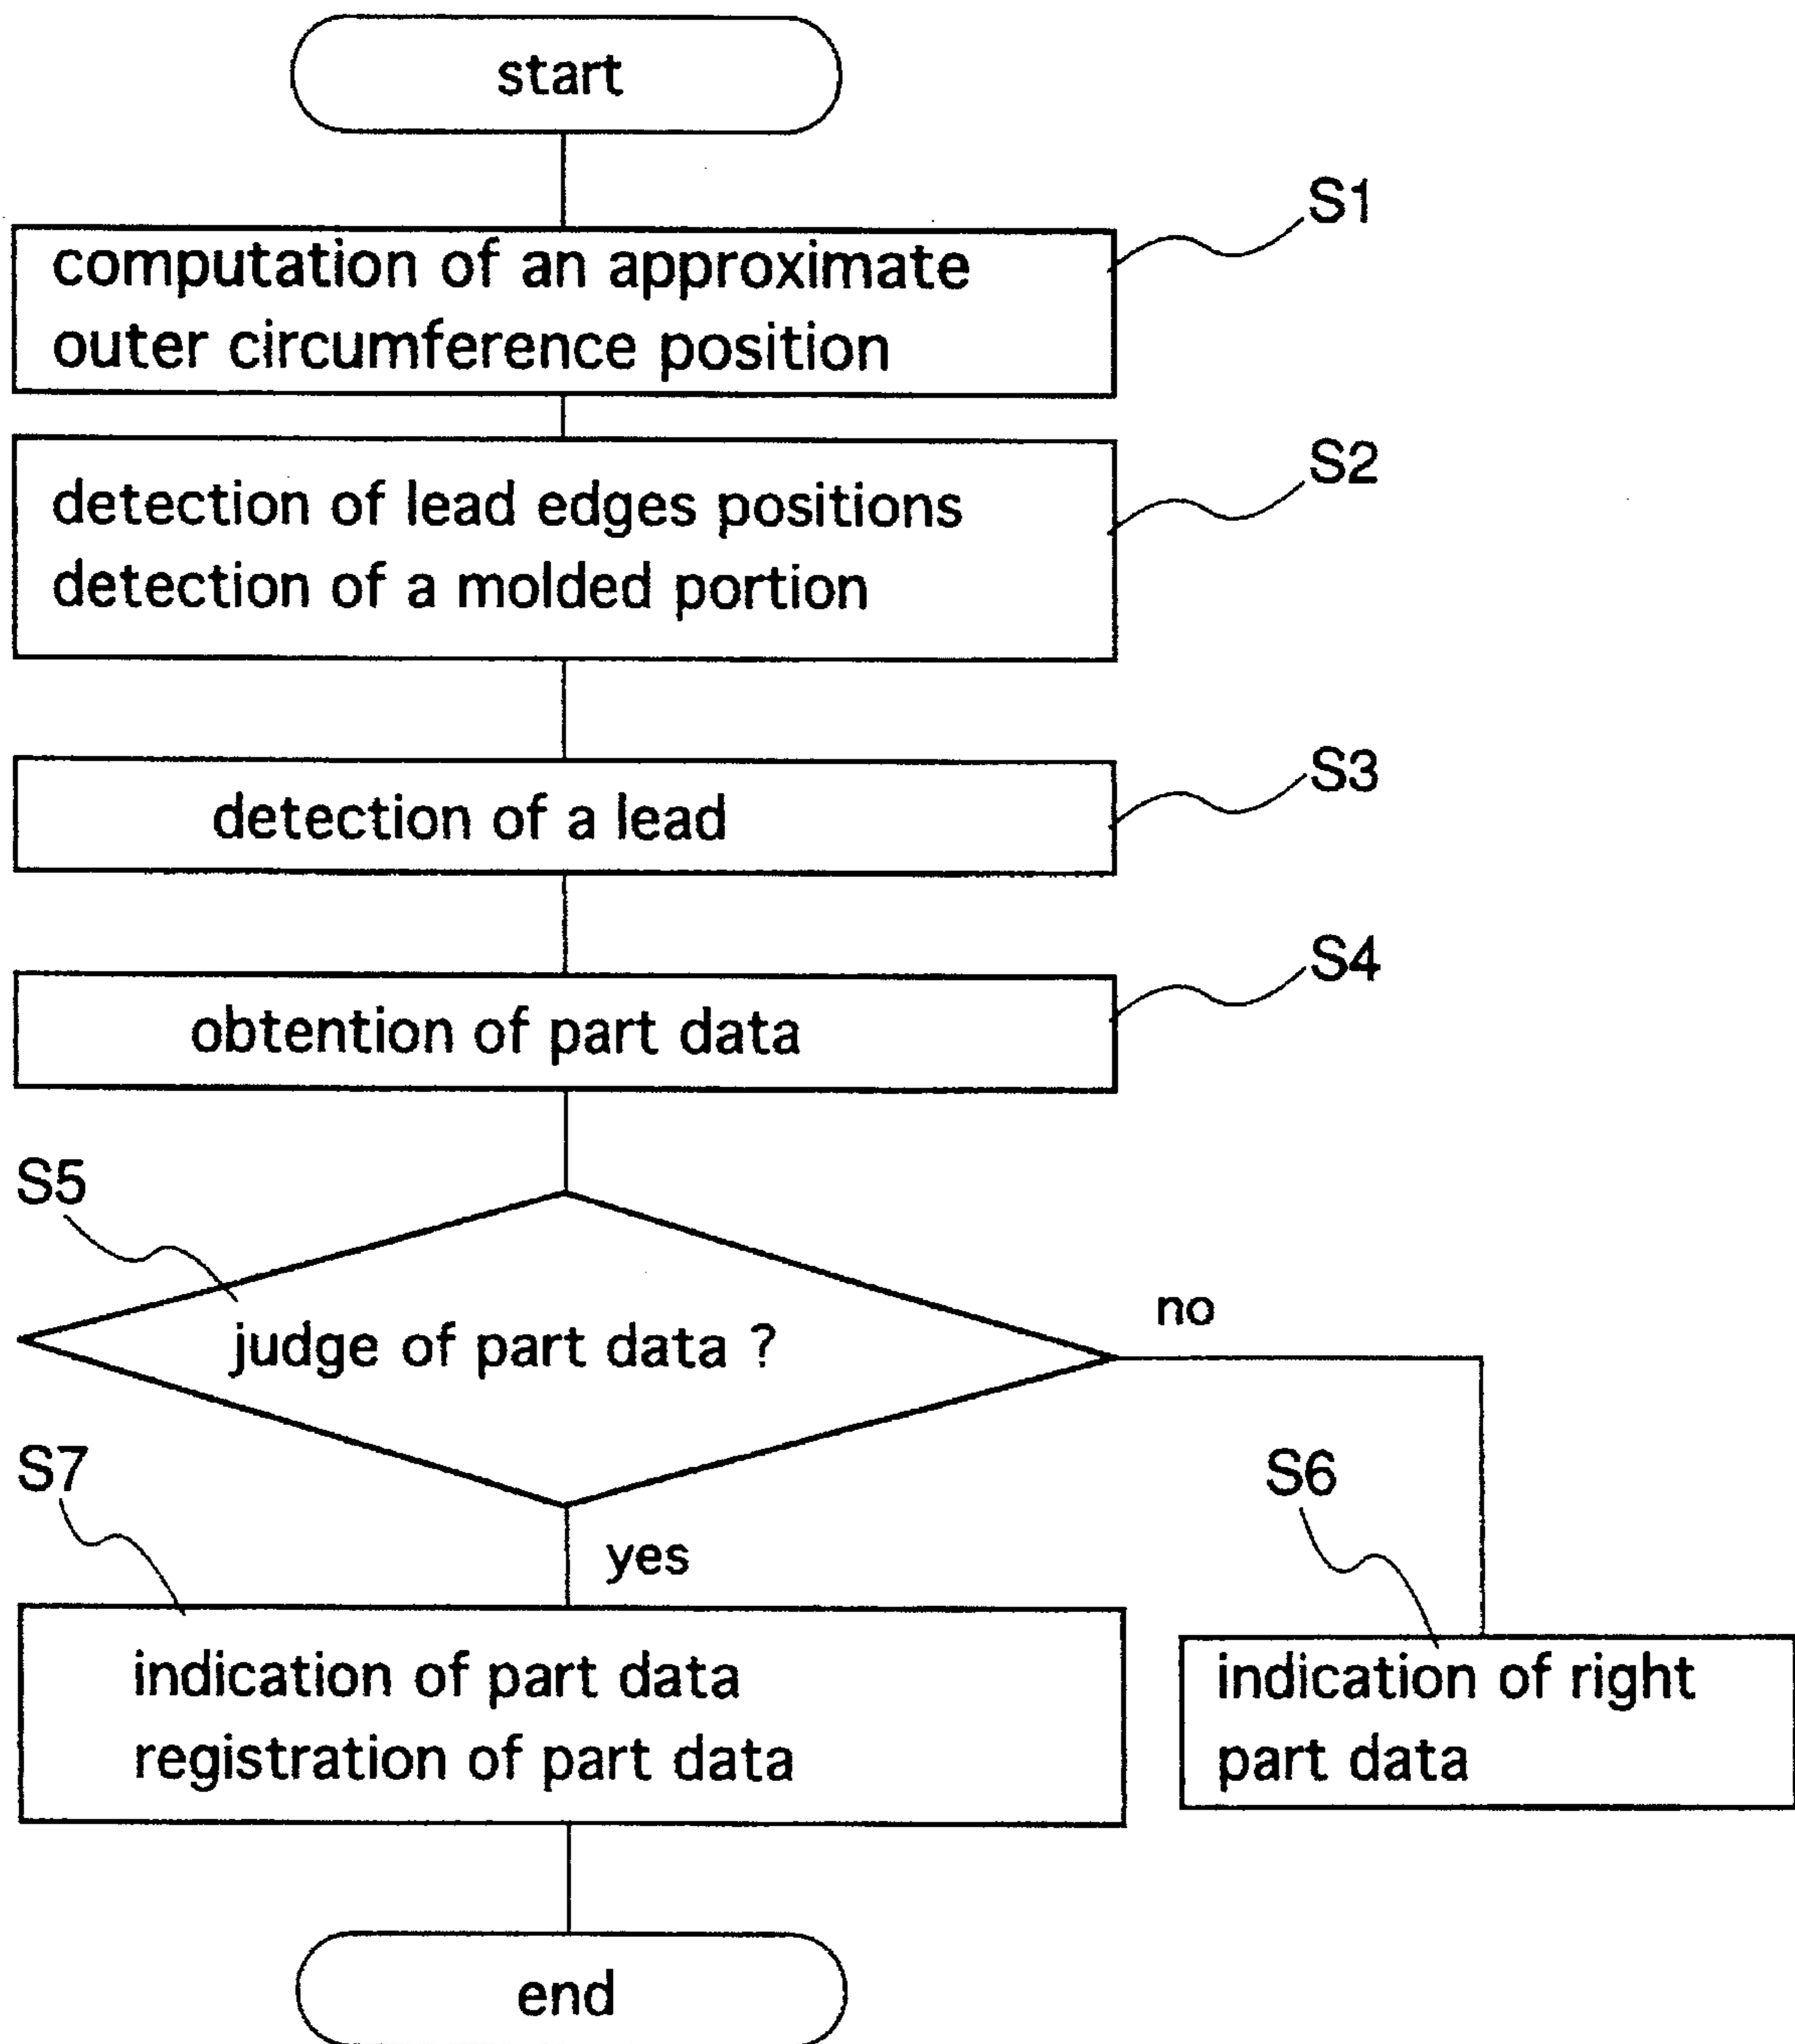 start
S1
computation of an approximate
outer circumference position
S2
detection of lead edges positions
detection of a molded portion
S3
detection of a lead
S4
obtention of part data
S5
judge of part data ?
no
yes
S7
indication of part data
registration of part data
S6
indication of right
part data
end